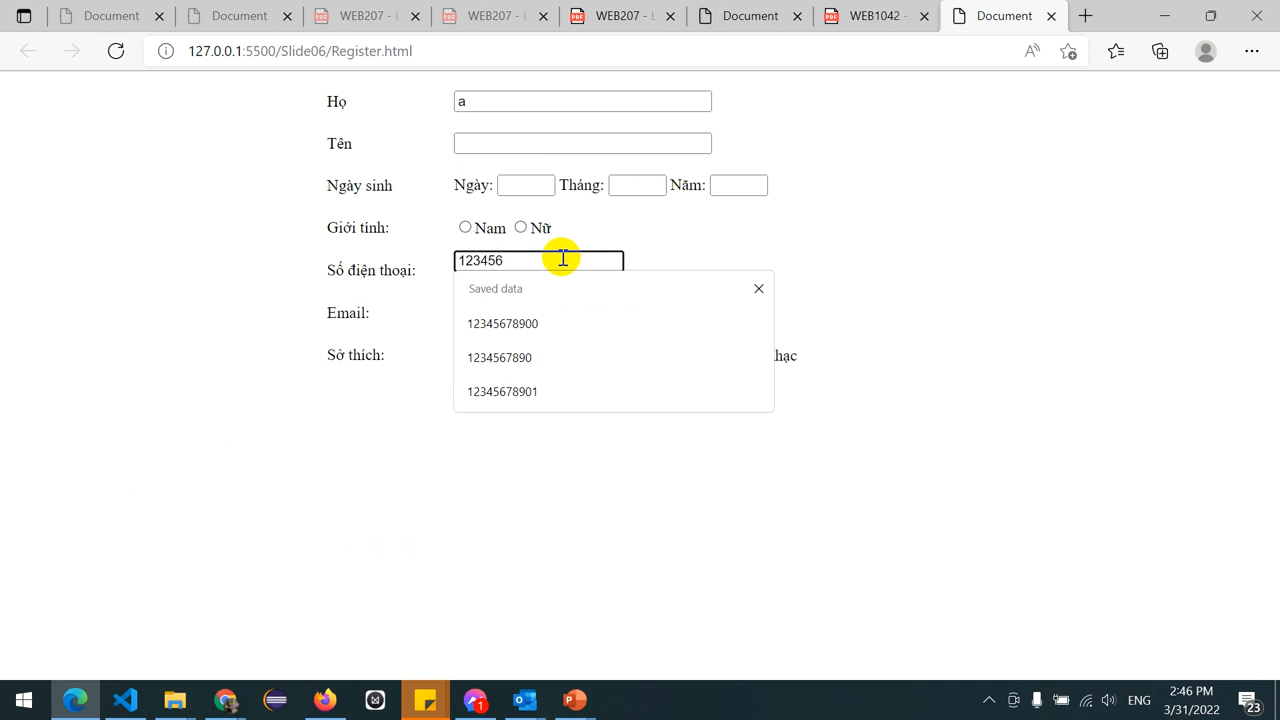 Document
Document
WEB207 - L
WEB207 - L
WEB207 - L
Document
WEB1042 -
Document
127.0.0.1:5500/Slide06/Register.html
Họ a
Tên
Ngày sinh Ngày: Tháng: Năm:
Giới tính: Nam Nữ
Số điện thoại: 123456
Saved data
Email:
12345678900
Sở thích: 1234567890 hạc
12345678901
1
ENG
2:46 PM
3/31/2022
23